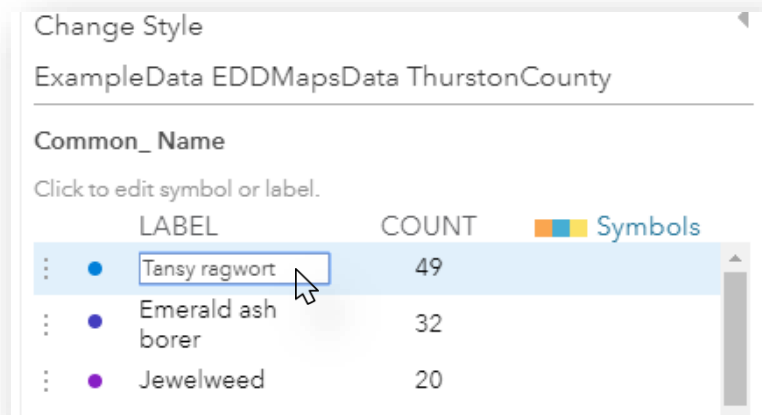 Change Style
ExampleData EDDMapsData ThurstonCounty
Common_ Name
Click to edit symbol or label.
LABEL COUNT Symbols
Tansy ragwort 49
Emerald ash
borer 32
Jewelweed 20